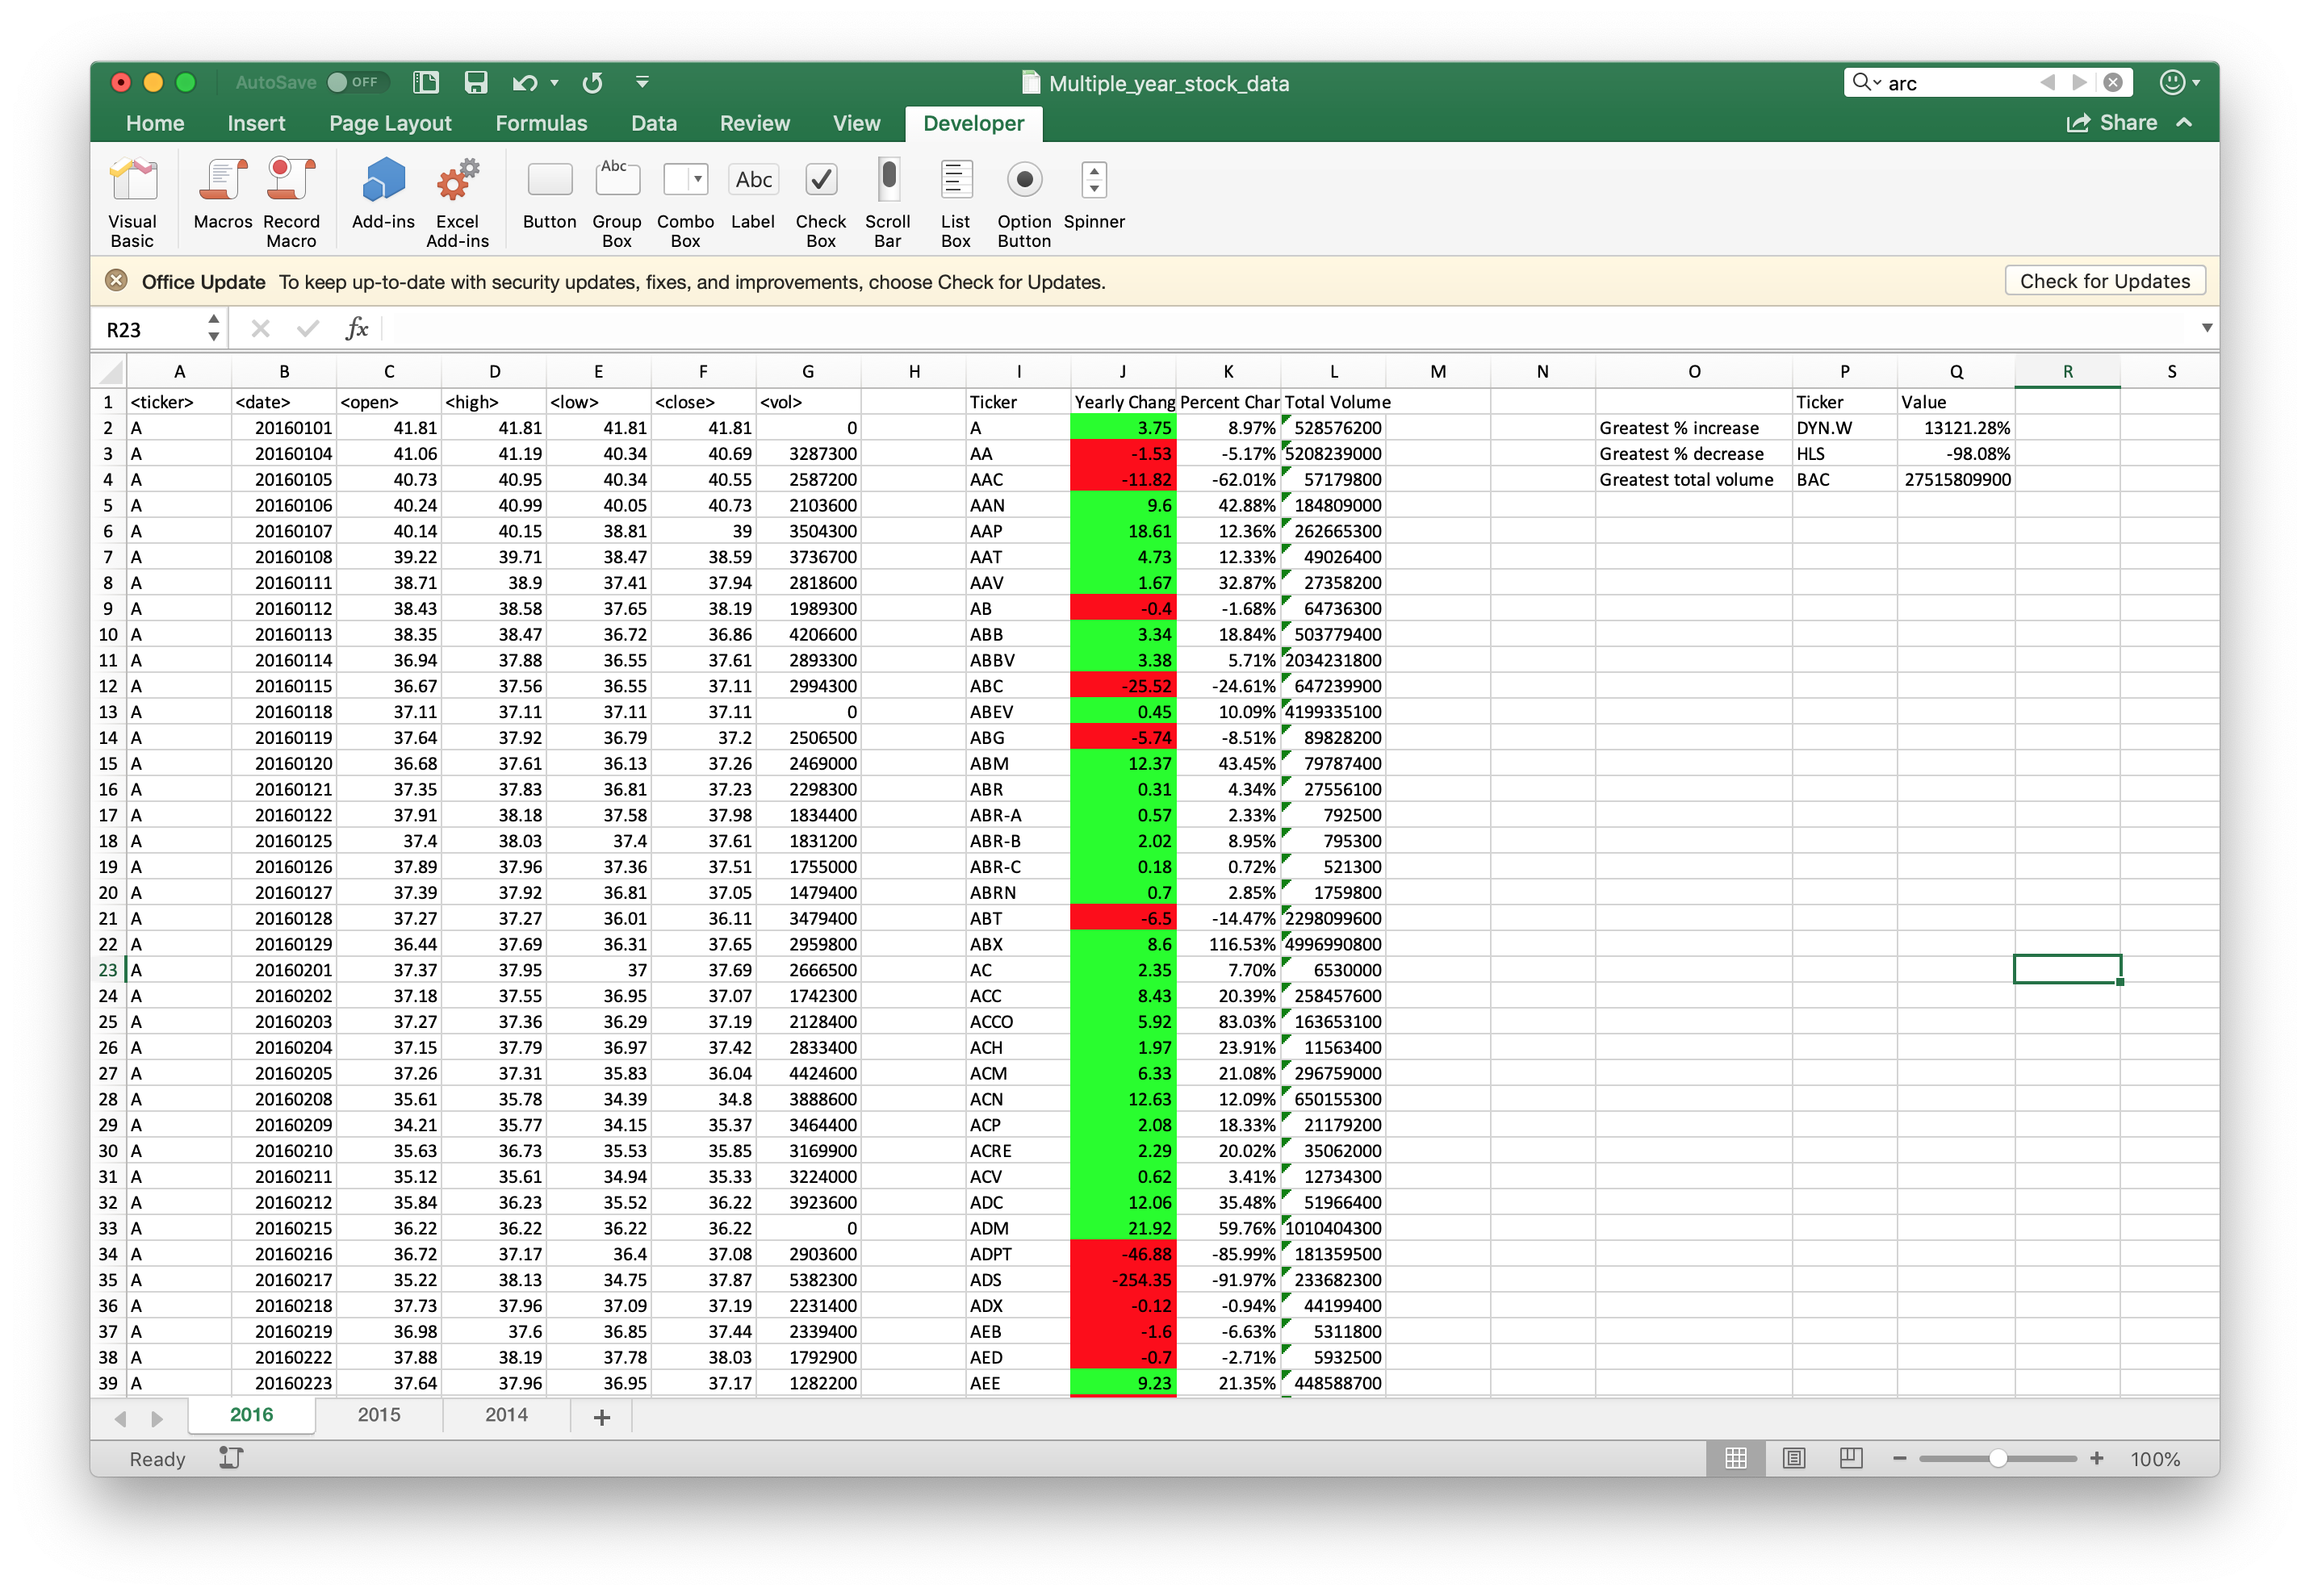 AutoSave OFF Multiple_year_stock_data arc
Home Insert Page Layout Formulas Data Review View Developer Share
Visual Basic Macros Record Macro Add-ins Excel Add-ins Button Group Box Combo Box Label Check Box Scroll Bar List Box Option Button Spinner
Abc Abc
Office Update To keep up-to-date with security updates, fixes, and improvements, choose Check for Updates. Check for Updates
R23 fx
A B C D E F G H I J K L M N O P Q R S
1 <ticker> <date> <open> <high> <low> <close> <vol> Ticker Yearly Chang Percent Char Total Volume Ticker Value
2 A 20160101 41.81 41.81 41.81 41.81 0 A 3.75 8.97% 528576200 Greatest % increase DYN.W 13121.28%
3 A 20160104 41.06 41.19 40.34 40.69 3287300 AA -1.53 -5.17% 5208239000 Greatest % decrease HLS -98.08%
4 A 20160105 40.73 40.95 40.34 40.55 2587200 AAC -11.82 -62.01% 57179800 Greatest total volume BAC 27515809900
5 A 20160106 40.24 40.99 40.05 40.73 2103600 AAN 9.6 42.88% 184809000
6 A 20160107 40.14 40.15 38.81 39 3504300 AAP 18.61 12.36% 262665300
7 A 20160108 39.22 39.71 38.47 38.59 3736700 AAT 4.73 12.33% 49026400
8 A 20160111 38.71 38.9 37.41 37.94 2818600 AAV 1.67 32.87% 27358200
9 A 20160112 38.43 38.58 37.65 38.19 1989300 AB -0.4 -1.68% 64736300
10 A 20160113 38.35 38.47 36.72 36.86 4206600 ABB 3.34 18.84% 503779400
11 A 20160114 36.94 37.88 36.55 37.61 2893300 ABBV 3.38 5.71% 2034231800
12 A 20160115 36.67 37.56 36.55 37.11 2994300 ABC -25.52 -24.61% 647239900
13 A 20160118 37.11 37.11 37.11 37.11 0 ABEV 0.45 10.09% 4199335100
14 A 20160119 37.64 37.92 36.79 37.2 2506500 ABG -5.74 -8.51% 89828200
15 A 20160120 36.68 37.61 36.13 37.26 2469000 ABM 12.37 43.45% 79787400
16 A 20160121 37.35 37.83 36.81 37.23 2298300 ABR 0.31 4.34% 27556100
17 A 20160122 37.91 38.18 37.58 37.98 1834400 ABR-A 0.57 2.33% 792500
18 A 20160125 37.4 38.03 37.4 37.61 1831200 ABR-B 2.02 8.95% 795300
19 A 20160126 37.89 37.96 37.36 37.51 1755000 ABR-C 0.18 0.72% 521300
20 A 20160127 37.39 37.92 36.81 37.05 1479400 ABRN 0.7 2.85% 1759800
21 A 20160128 37.27 37.27 36.01 36.11 3479400 ABT -6.5 -14.47% 2298099600
22 A 20160129 36.44 37.69 36.31 37.65 2959800 ABX 8.6 116.53% 4996990800
23 A 20160201 37.37 37.95 37 37.69 2666500 AC 2.35 7.70% 6530000
24 A 20160202 37.18 37.55 36.95 37.07 1742300 ACC 8.43 20.39% 258457600
25 A 20160203 37.27 37.36 36.29 37.19 2128400 ACCO 5.92 83.03% 163653100
26 A 20160204 37.15 37.79 36.97 37.42 2833400 ACH 1.97 23.91% 11563400
27 A 20160205 37.26 37.31 35.83 36.04 4424600 ACM 6.33 21.08% 296759000
28 A 20160208 35.61 35.78 34.39 34.8 3888600 ACN 12.63 12.09% 650155300
29 A 20160209 34.21 35.77 34.15 35.37 3464400 ACP 2.08 18.33% 21179200
30 A 20160210 35.63 36.73 35.53 35.85 3169900 ACRE 2.29 20.02% 35062000
31 A 20160211 35.12 35.61 34.94 35.33 3224000 ACV 0.62 3.41% 12734300
32 A 20160212 35.84 36.23 35.52 36.22 3923600 ADC 12.06 35.48% 51966400
33 A 20160215 36.22 36.22 36.22 36.22 0 ADM 21.92 59.76% 1010404300
34 A 20160216 36.72 37.17 36.4 37.08 2903600 ADPT -46.88 -85.99% 181359500
35 A 20160217 35.22 38.13 34.75 37.87 5382300 ADS -254.35 -91.97% 233682300
36 A 20160218 37.73 37.96 37.09 37.19 2231400 ADX -0.12 -0.94% 44199400
37 A 20160219 36.98 37.6 36.85 37.44 2339400 AEB -1.6 -6.63% 5311800
38 A 20160222 37.88 38.19 37.78 38.03 1792900 AED -0.7 -2.71% 5932500
39 A 20160223 37.64 37.96 36.95 37.17 1282200 AEE 9.23 21.35% 448588700
2016 2015 2014 +
Ready 100%